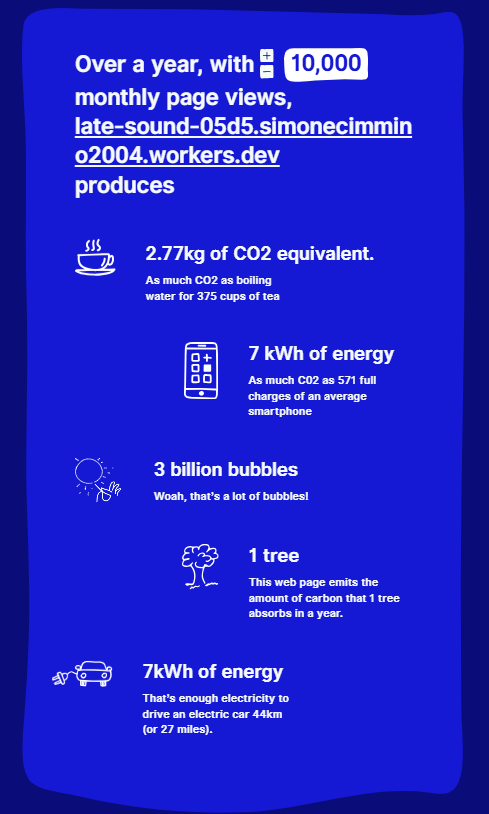 Over a year, with + − 10,000
monthly page views,
late-sound-05d5.simonecimmin
o2004.workers.dev
produces
2.77kg of CO2 equivalent.
As much CO2 as boiling
water for 375 cups of tea
7 kWh of energy
As much C02 as 571 full
charges of an average
smartphone
3 billion bubbles
Woah, that's a lot of bubbles!
1 tree
This web page emits the
amount of carbon that 1 tree
absorbs in a year.
7kWh of energy
That's enough electricity to
drive an electric car 44km
(or 27 miles).